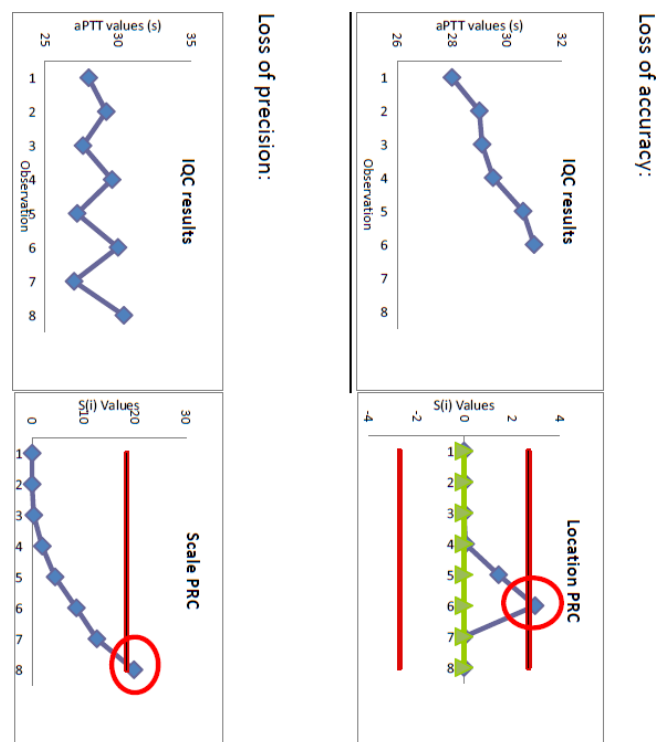 Loss of accuracy:
IQC results
aPTT values (s)
32
30
28
26
1 2 3 4 5 6 7 8
Observation
Location PRC
S(i) Values
4
2
0
-4
1 2 3 4 5 6 7 8
Loss of precision:
IQC results
aPTT values (s)
35
30
25
1 2 3 4 5 6 7 8
Observation
Scale PRC
S(i) Values
30
20
10
0
1 2 3 4 5 6 7 8